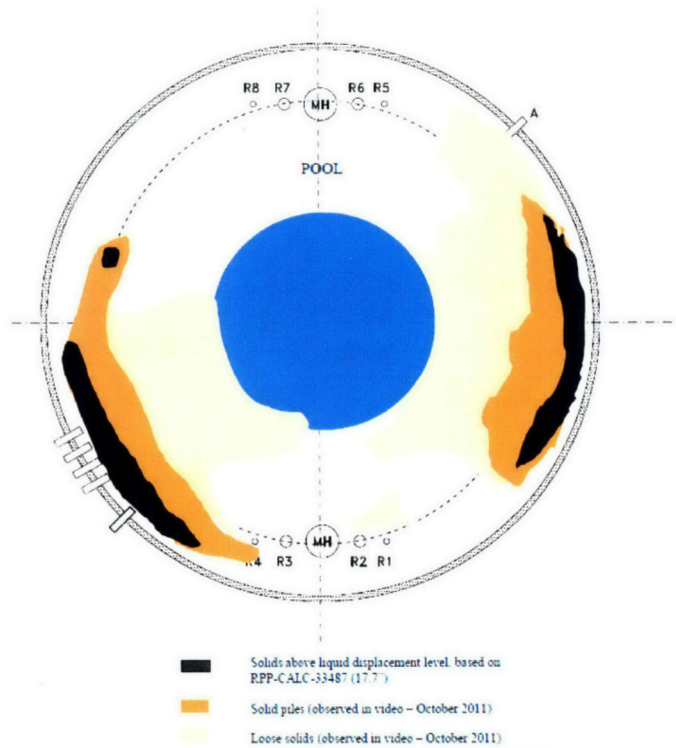 R8 R7 MH R6 R5
A
POOL
R4 R3 MH R2 R1
Solids above liquid displacement level, based on
RPP-CALC-33487 (17.7")
Solid piles (observed in video – October 2011)
Loose solids (observed in video – October 2011)